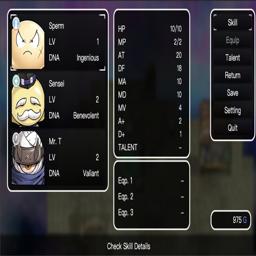 Sperm
LV 1
DNA Ingenious
Sensei
LV 2
DNA Benevolent
Mr. T
LV 2
DNA Valiant
HP 10/10
MP 2/2
AT 20
DF 18
MA 10
MD 10
MV 4
A+ 2
D+ 1
TALENT –
Eqp. 1 –
Eqp. 2 –
Eqp. 3 –
Skill
Equip
Talent
Return
Save
Setting
Quit
975 G
Check Skill Details